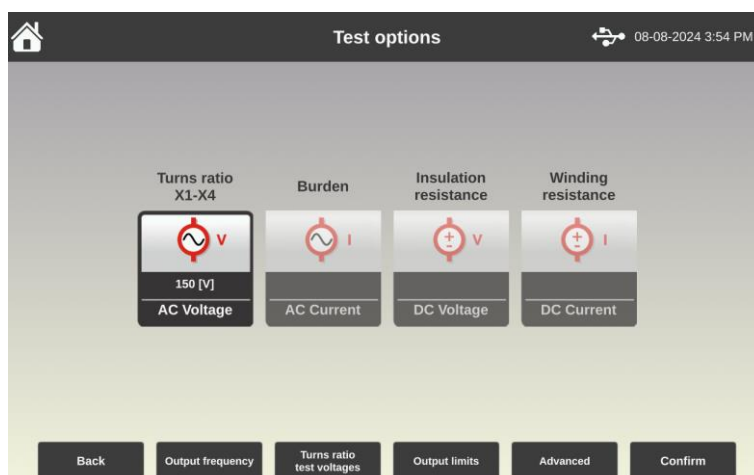 Test options
08-08-2024 3:54 PM
Turns ratio
X1-X4
Burden
Insulation
resistance
Winding
resistance
V
I
V
I
150 [V]
AC Voltage
AC Current
DC Voltage
DC Current
Back
Output frequency
Turns ratio
test voltages
Output limits
Advanced
Confirm